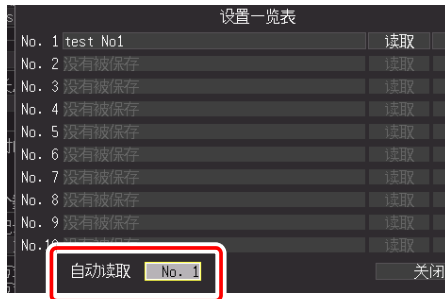 设置一览表
No. 1 test No1 读取
No. 2 没有被保存 读取
No. 3 没有被保存 读取
No. 4 没有被保存 读取
No. 5 没有被保存 读取
No. 6 没有被保存 读取
No. 7 没有被保存 读取
No. 8 没有被保存 读取
No. 9 没有被保存 读取
No.10 没有被保存 读取
自动读取 No. 1 关闭